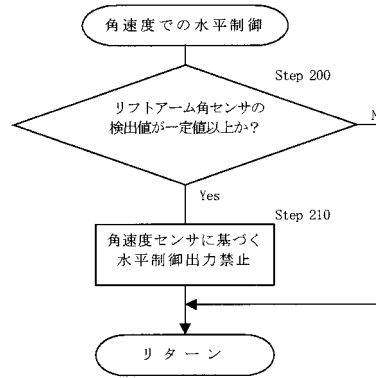 角速度での水平制御
Step 200
リフトアーム角センサの
検出値が一定値以上か？
Yes
Step 210
角速度センサに基づく
水平制御出力禁止
リターン